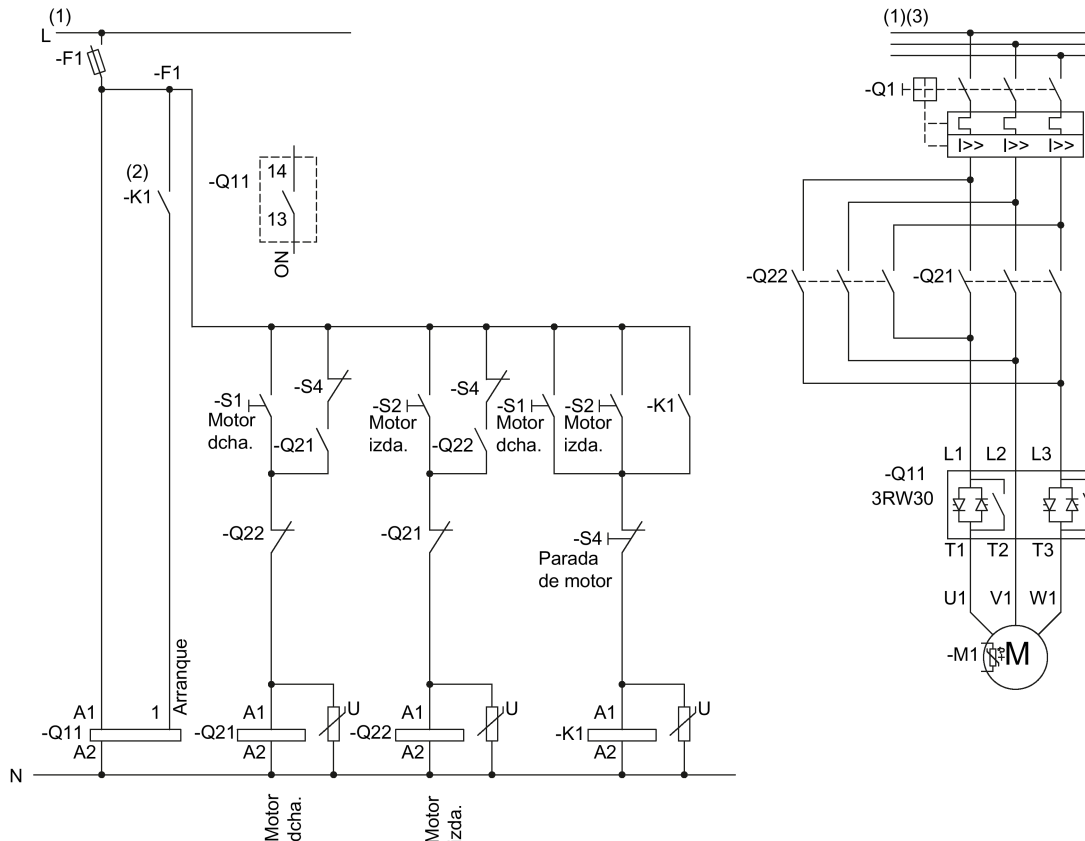 (1)
L
-F1
-F1
(2)
-K1
-Q11
14
13
ON
-S1
Motor
dcha.
-S4
-Q21
-S2
Motor
izda.
-S4
-Q22
-S1
Motor
dcha.
-S2
Motor
izda.
-K1
-Q22
-Q21
-S4
Parada
de motor
Arranque
A1
1
-Q11
A2
A1
-Q21
A2
U
A1
-Q22
A2
U
A1
-K1
A2
U
N
Motor
dcha.
Motor
izda.
(1)(3)
-Q1
I>> I>> I>>
-Q22
-Q21
L1 L2 L3
-Q11
3RW30
T1 T2 T3
U1 V1 W1
-M1
M